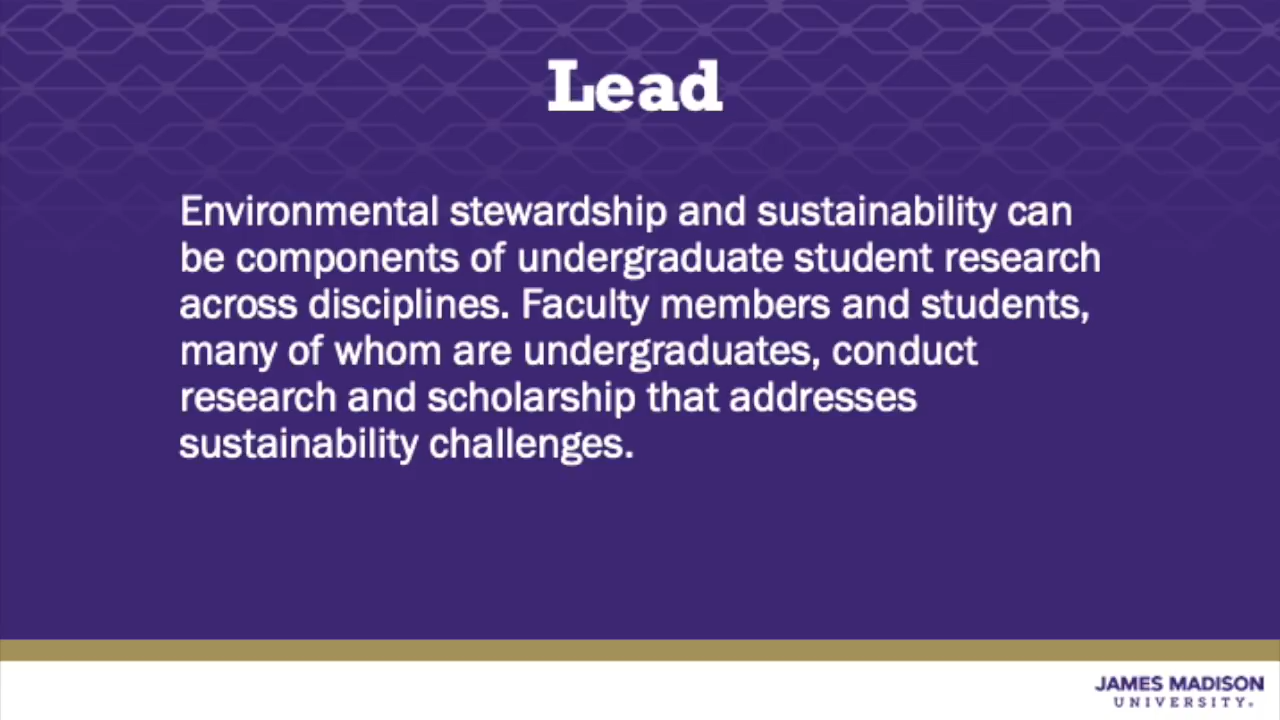 Lead
Environmental stewardship and sustainability can
be components of undergraduate student research
across disciplines. Faculty members and students,
many of whom are undergraduates, conduct
research and scholarship that addresses
sustainability challenges.
JAMES MADISON
UNIVERSITY.